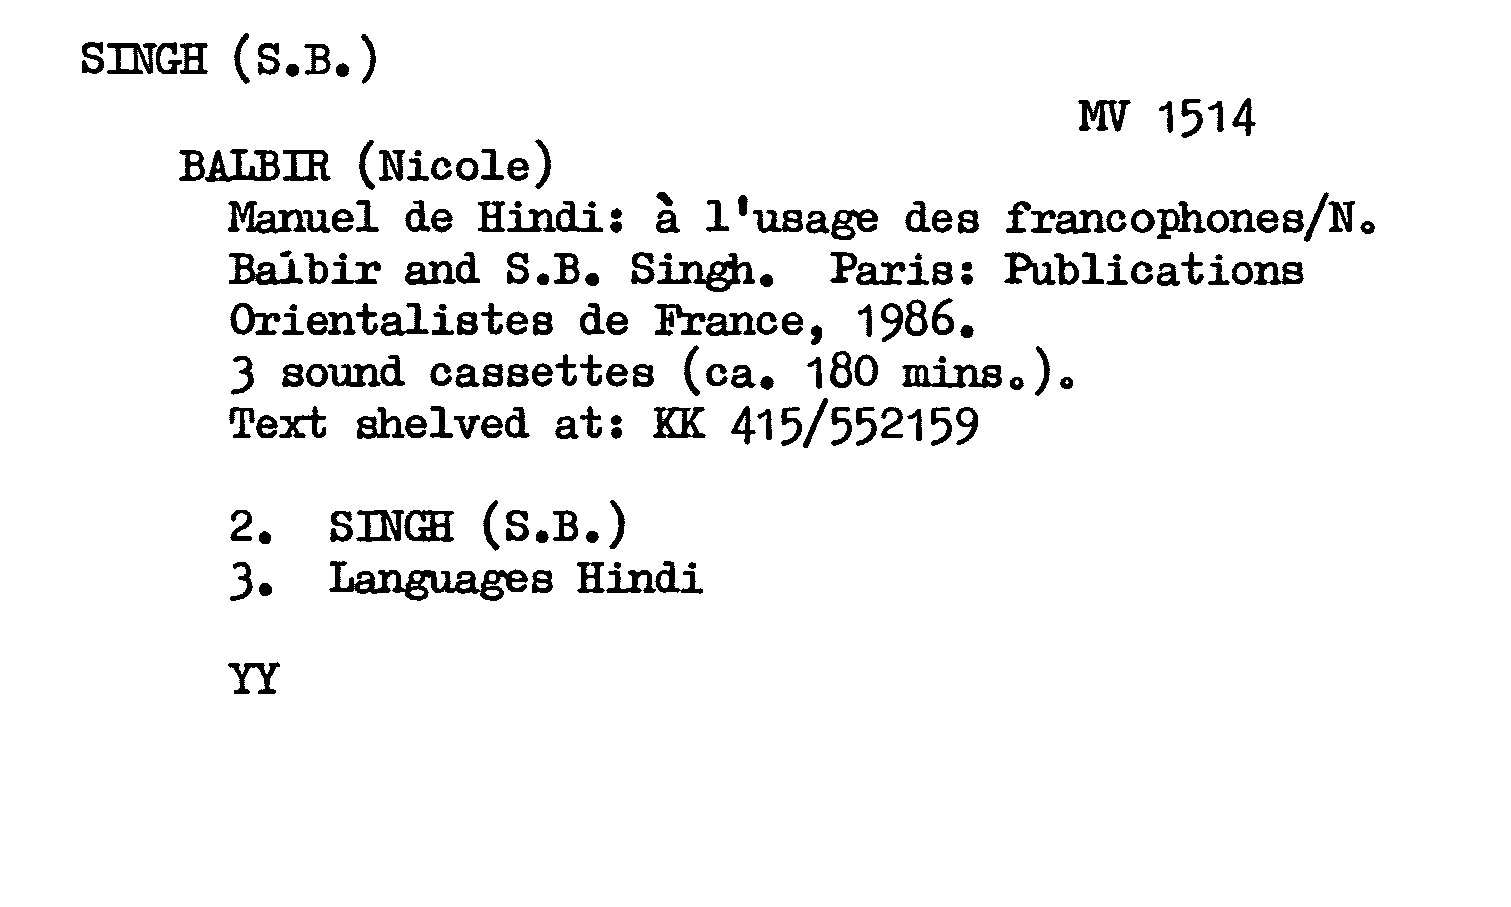 SINGH (S.B.)
MV 1514
BALBIR (Nicole)
Manuel de Hindi: à l'usage des francophones/N.
Balbir and S.B. Singh. Paris: Publications
Orientalistes de France, 1986.
3 sound cassettes (ca. 180 mins.).
Text shelved at: KK 415/552159
2. SINGH (S.B.)
3. Languages Hindi
YY